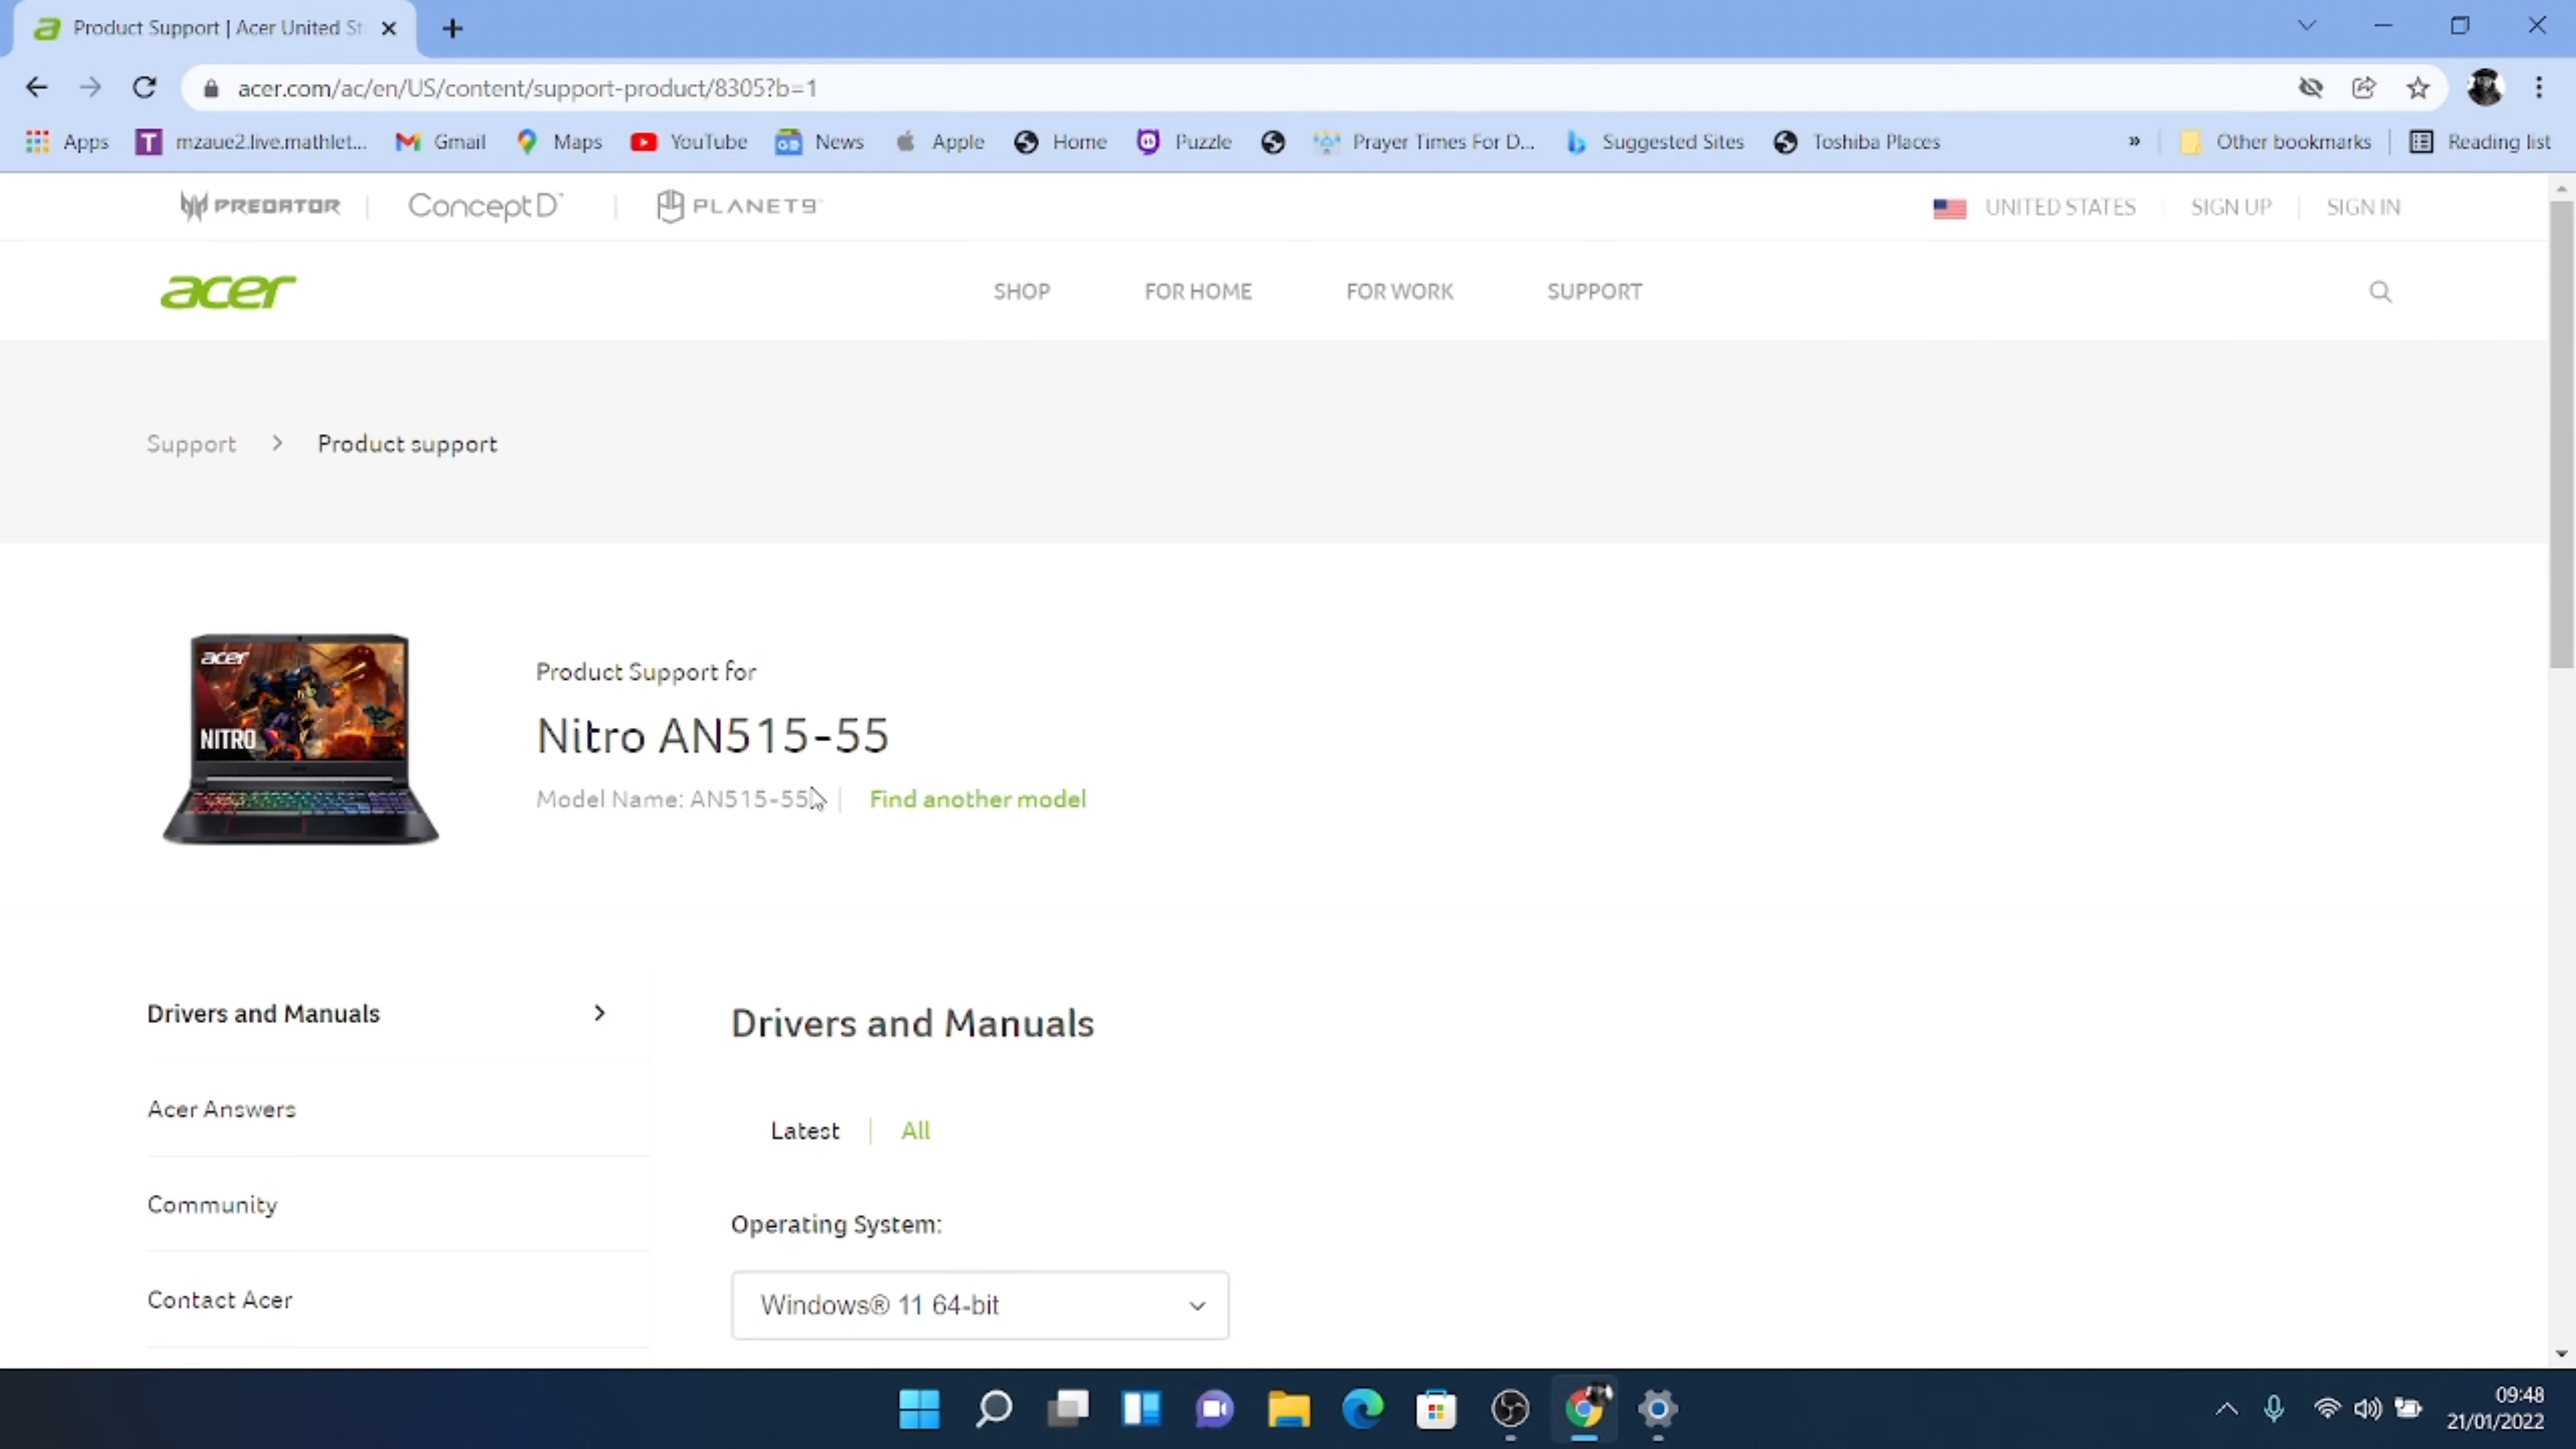 Product Support | Acer United St
acer.com/ac/en/US/content/support-product/8305?b=1
Apps mzaue2.live.mathlet... Gmail Maps YouTube News Apple Home Puzzle Prayer Times For D... Suggested Sites Toshiba Places » Other bookmarks Reading list
PREDATOR ConceptD PLANET9 UNITED STATES SIGN UP SIGN IN
acer SHOP FOR HOME FOR WORK SUPPORT
Support > Product support
acer
NITRO
Product Support for
Nitro AN515-55
Model Name: AN515-55 | Find another model
Drivers and Manuals
Acer Answers
Community
Contact Acer
Drivers and Manuals
Latest | All
Operating System:
Windows® 11 64-bit
09:48
21/01/2022